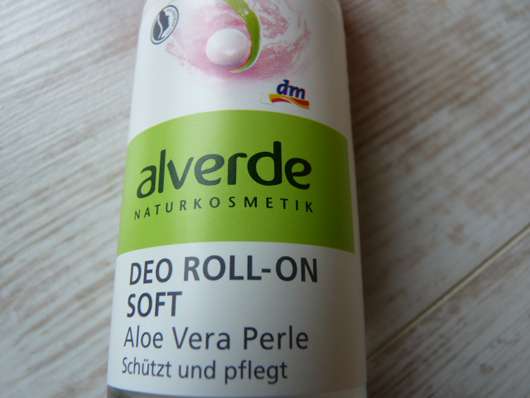 dm
alverde
NATURKOSMETIK
DEO ROLL-ON
SOFT
Aloe Vera Perle
Schützt und pflegt